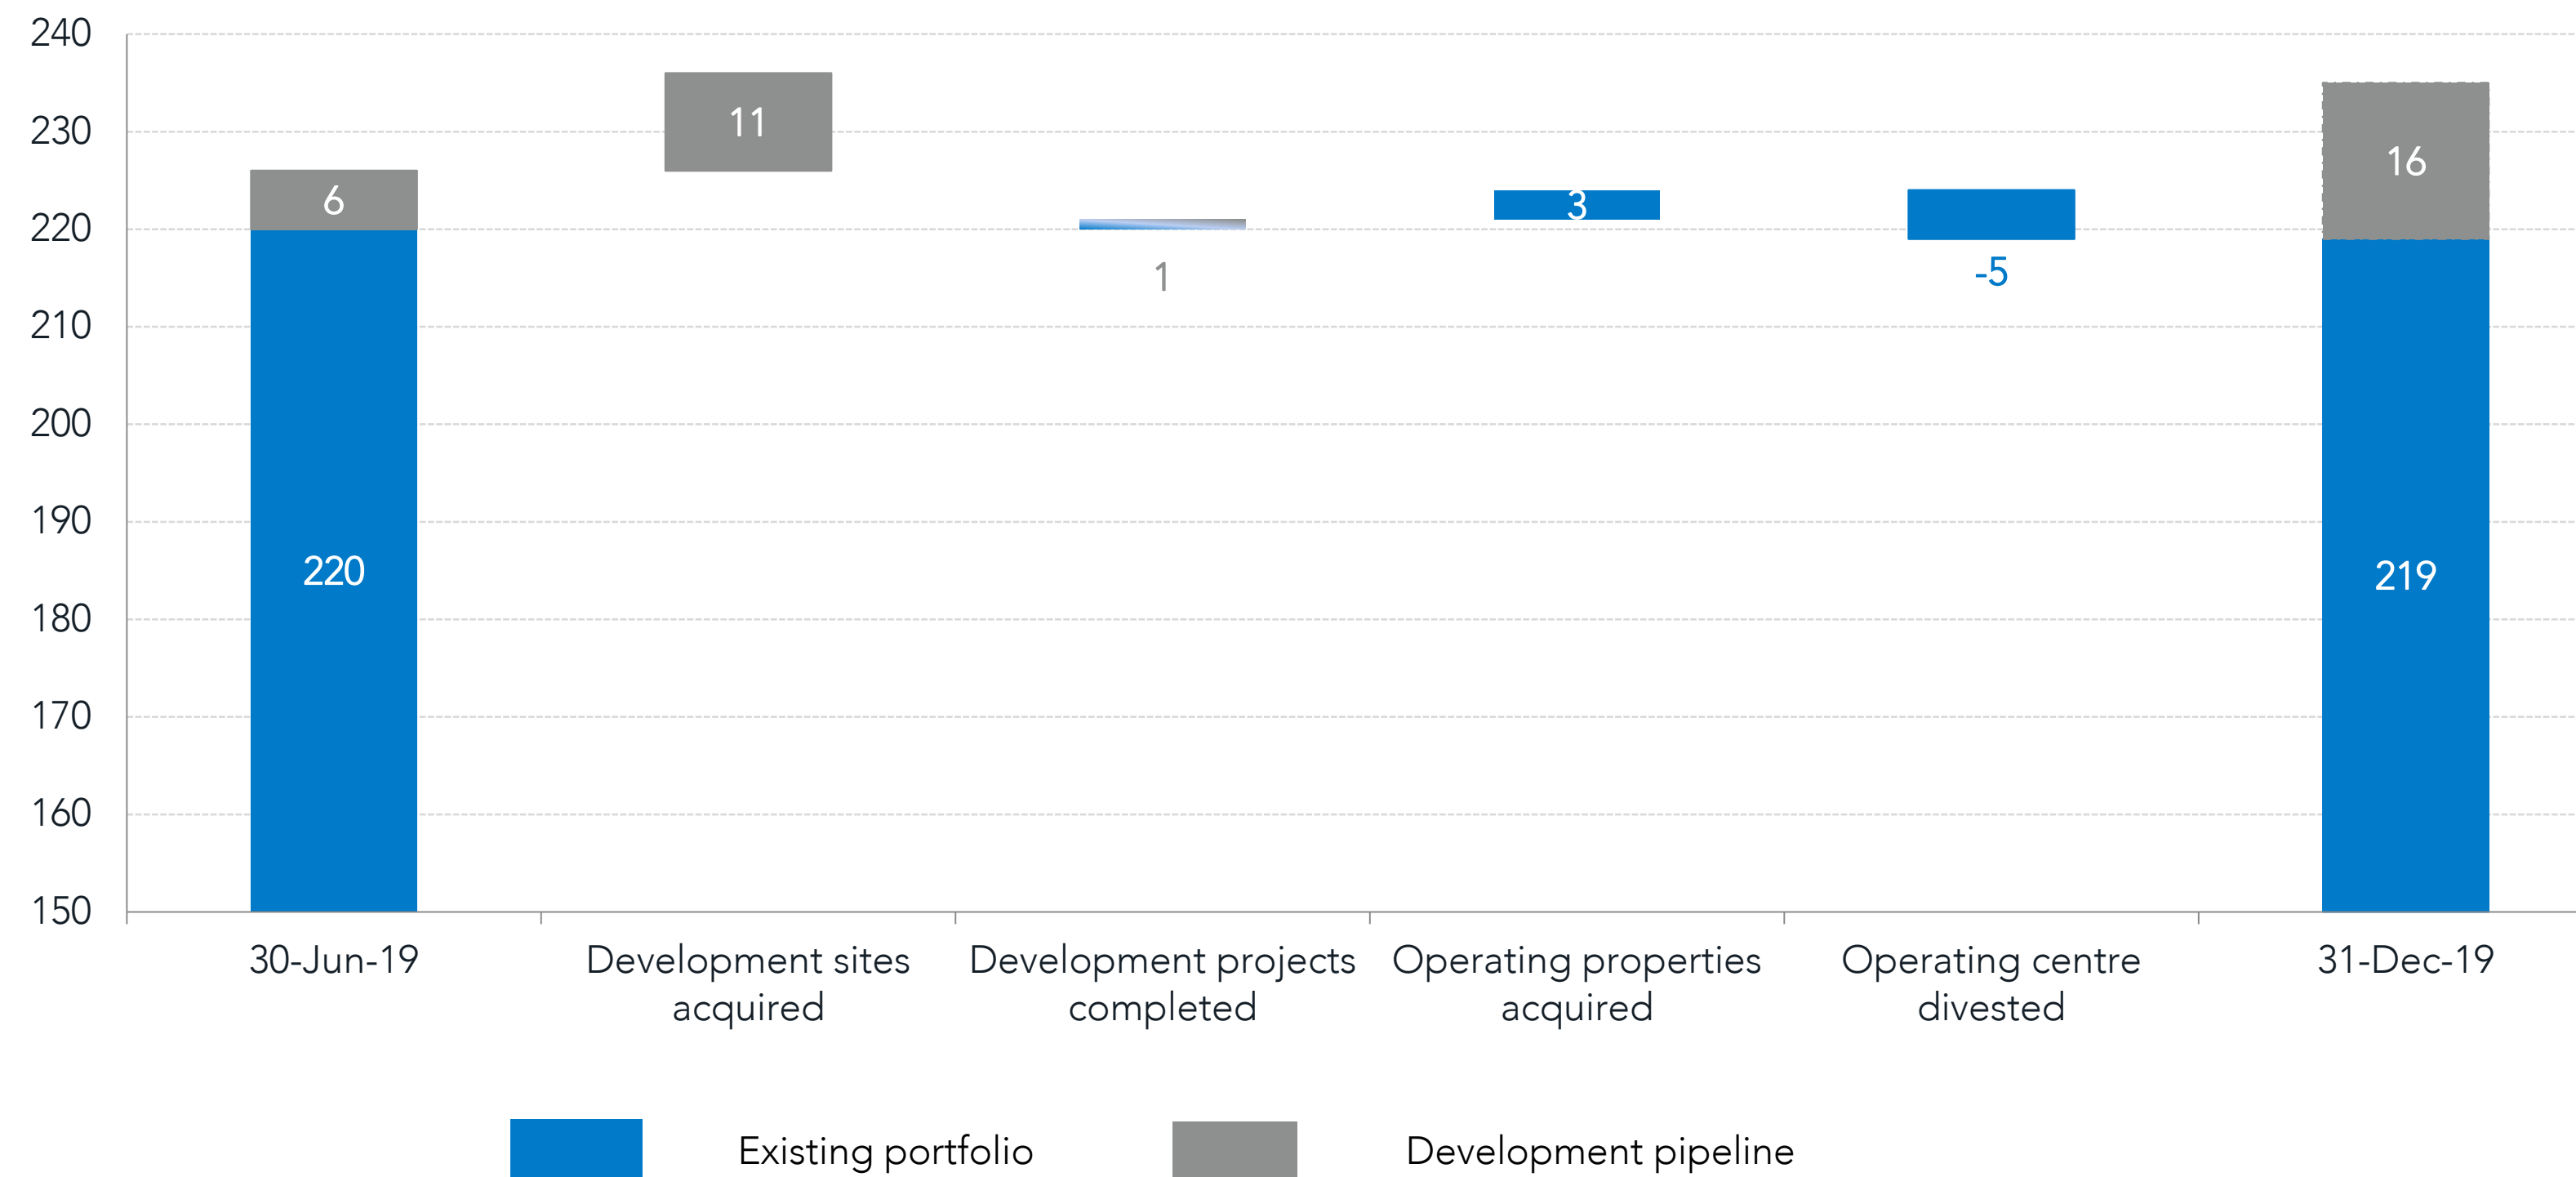 240
230
220
210
200
190
180
170
160
150
6
220
11
1
3
-5
16
219
30-Jun-19
Development sites
acquired
Development projects
completed
Operating properties
acquired
Operating centre
divested
31-Dec-19
Existing portfolio
Development pipeline